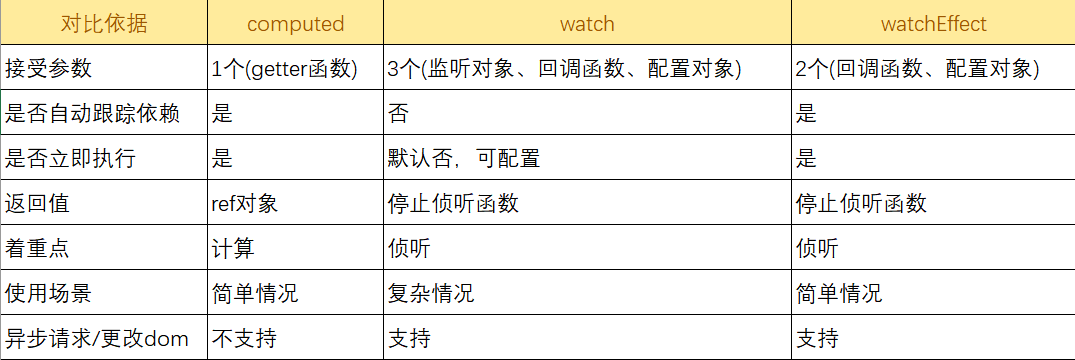 对比依据 computed watch watchEffect
接受参数 1个(getter函数) 3个(监听对象、回调函数、配置对象) 2个(回调函数、配置对象)
是否自动跟踪依赖 是 否 是
是否立即执行 是 默认否，可配置 是
返回值 ref对象 停止侦听函数 停止侦听函数
着重点 计算 侦听 侦听
使用场景 简单情况 复杂情况 简单情况
异步请求/更改dom 不支持 支持 支持